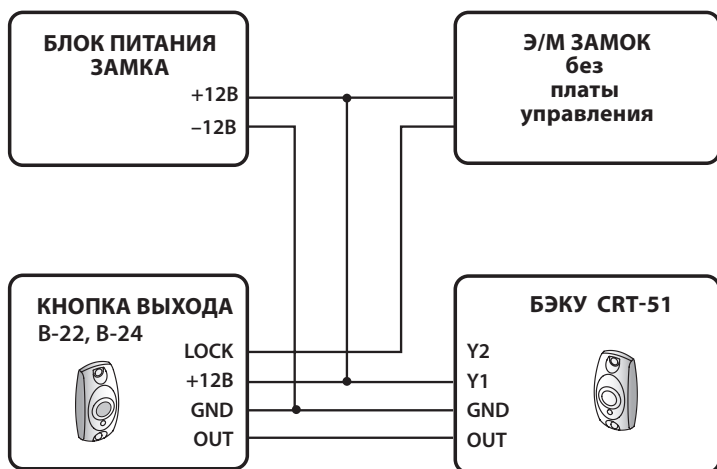 БЛОК ПИТАНИЯ
ЗАМКА
+12В
–12В
Э/М ЗАМОК
без
платы
управления
КНОПКА ВЫХОДА
В-22, В-24
LOCK
+12В
GND
OUT
БЭКУ CRT-51
Y2
Y1
GND
OUT